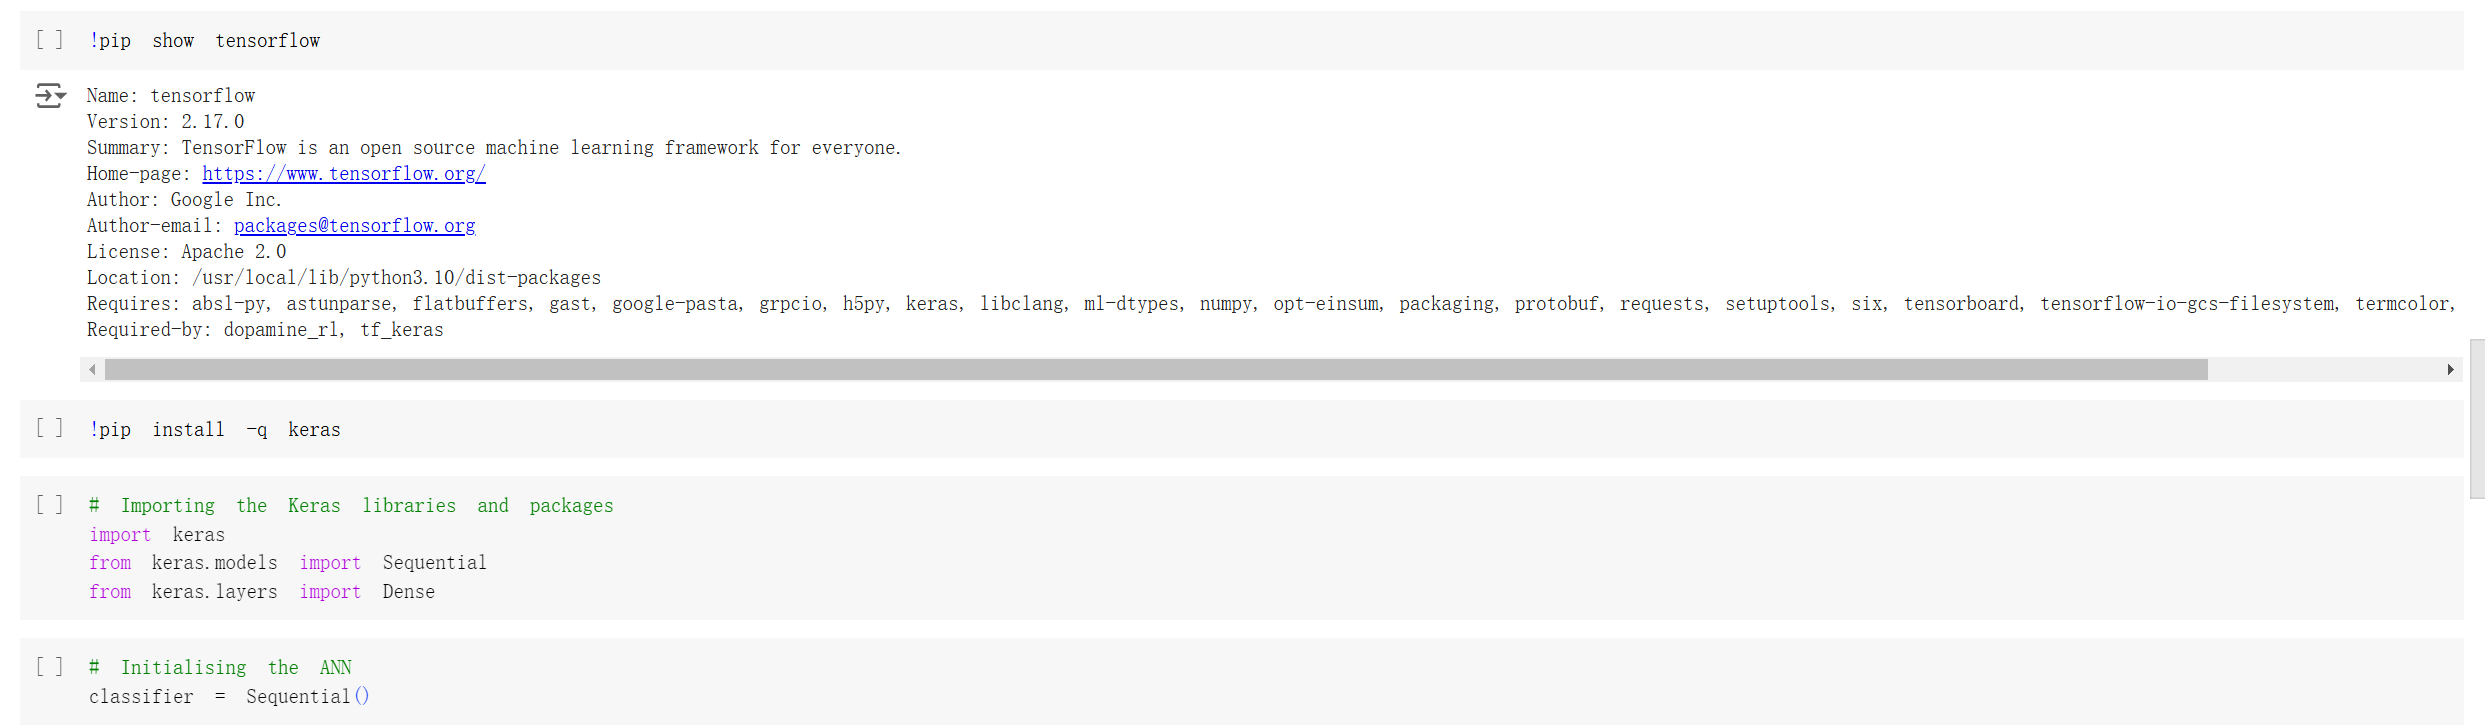 [ ] !pip show tensorflow
Name: tensorflow
Version: 2.17.0
Summary: TensorFlow is an open source machine learning framework for everyone.
Home-page: https://www.tensorflow.org/
Author: Google Inc.
Author-email: packages@tensorflow.org
License: Apache 2.0
Location: /usr/local/lib/python3.10/dist-packages
Requires: absl-py, astunparse, flatbuffers, gast, google-pasta, grpcio, h5py, keras, libclang, ml-dtypes, numpy, opt-einsum, packaging, protobuf, requests, setuptools, six, tensorboard, tensorflow-io-gcs-filesystem, termcolor,
Required-by: dopamine_rl, tf_keras
[ ] !pip install -q keras
[ ] # Importing the Keras libraries and packages
import keras
from keras.models import Sequential
from keras.layers import Dense
[ ] # Initialising the ANN
classifier = Sequential()